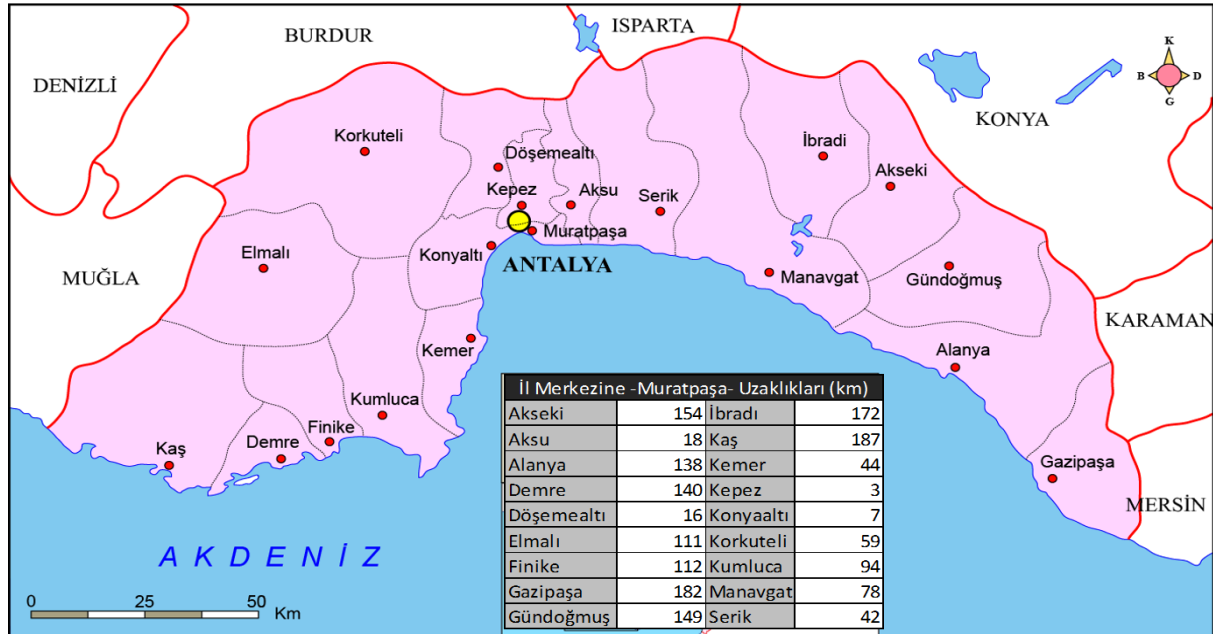 ISPARTA
BURDUR
K
B D
G
DENİZLİ
KONYA
Korkuteli
Döşemealtı
İbradi
Akseki
Kepez
Aksu
Serik
Muratpaşa
Elmalı
Konyaltı
ANTALYA
MUĞLA
Manavgat
Gündoğmuş
KARAMAN
Kemer
Alanya
Kumluca
Finike
Demre
Kaş
Gazipaşa
MERSİN
AKDENİZ
0 25 50
Km
İl Merkezine -Muratpaşa- Uzaklıkları (km)
Akseki 154 İbradı 172
Aksu 18 Kaş 187
Alanya 138 Kemer 44
Demre 140 Kepez 3
Döşemealtı 16 Konyaaltı 7
Elmalı 111 Korkuteli 59
Finike 112 Kumluca 94
Gazipaşa 182 Manavgat 78
Gündoğmuş 149 Serik 42